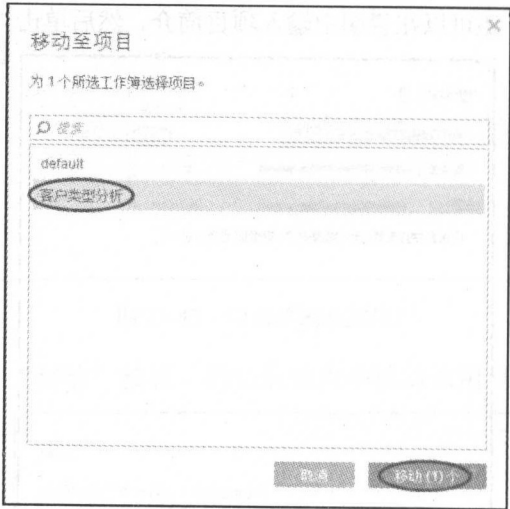 移动至项目
×
为 1 个所选工作簿选择项目。
搜索
default
客户类型分析
取消
移动 (1) 个